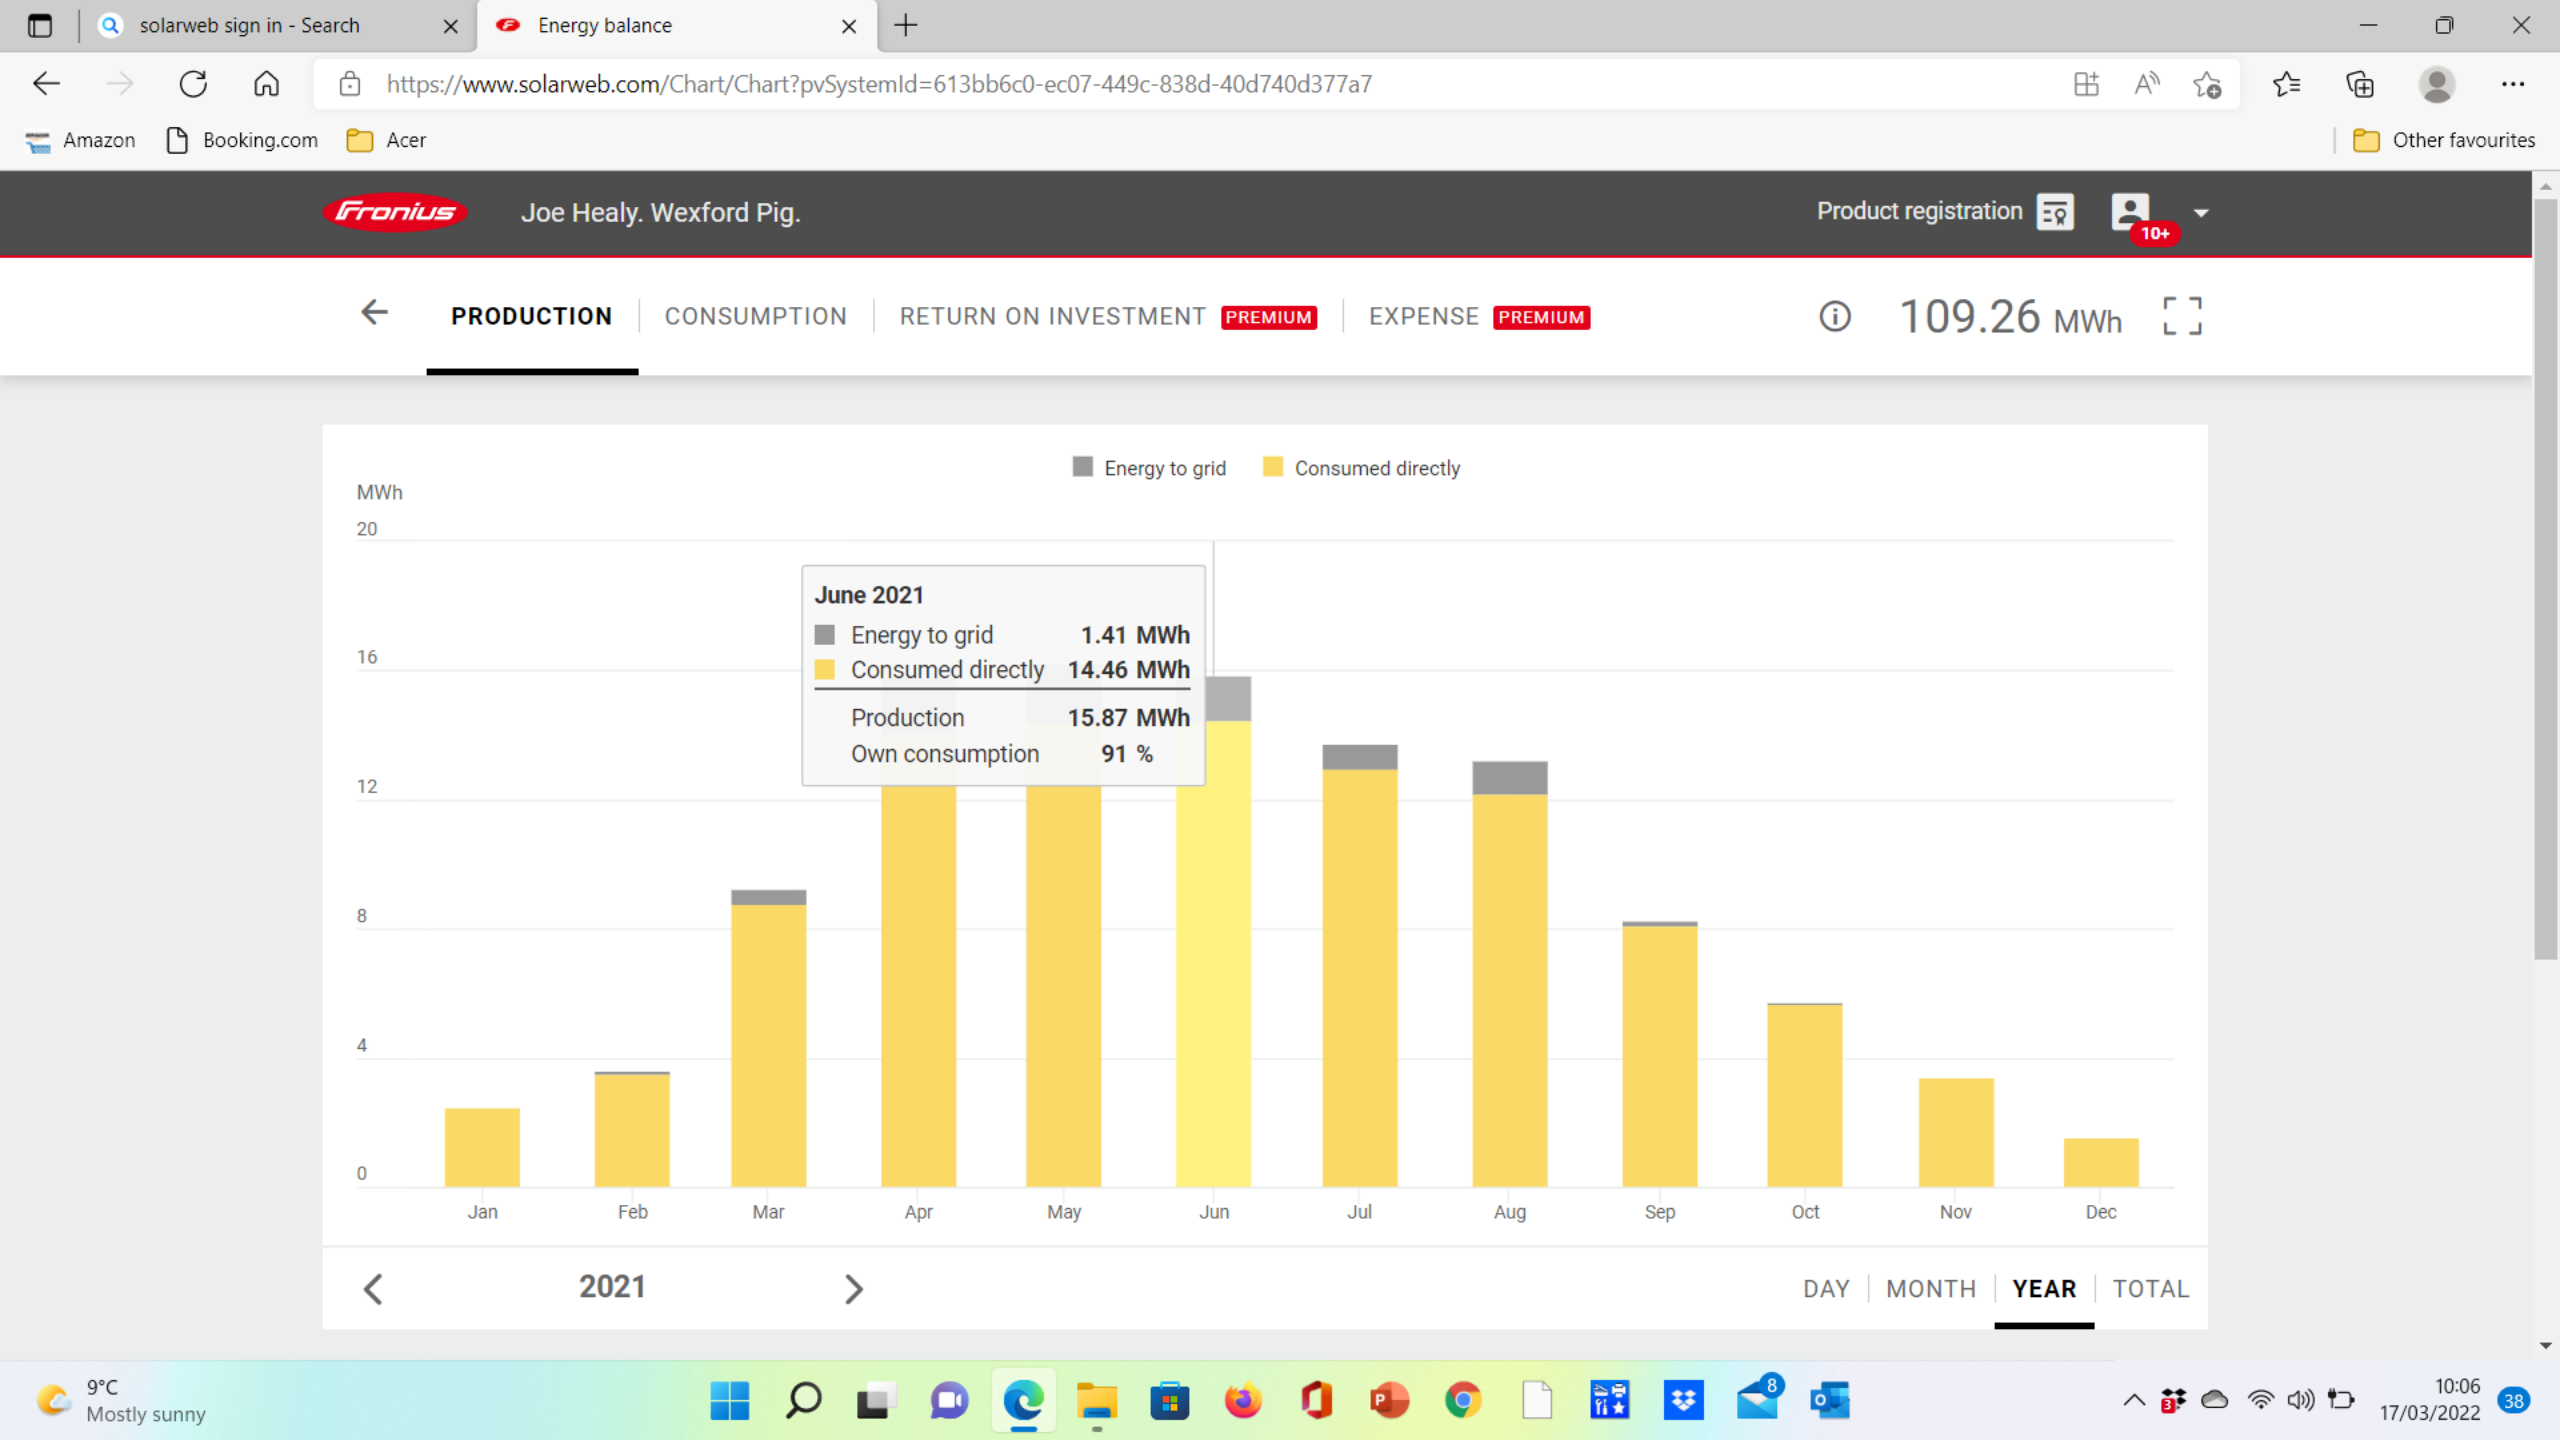 solarweb sign in - Search
Energy balance
https://www.solarweb.com/Chart/Chart?pvSystemId=613bb6c0-ec07-449c-838d-40d740d377a7
Amazon
Booking.com
Acer
Other favourites
Fronius
Joe Healy. Wexford Pig.
Product registration
10+
PRODUCTION
CONSUMPTION
RETURN ON INVESTMENT PREMIUM
EXPENSE PREMIUM
109.26 MWh
Energy to grid
Consumed directly
MWh
20
16
12
8
4
0
June 2021
Energy to grid 1.41 MWh
Consumed directly 14.46 MWh
Production 15.87 MWh
Own consumption 91 %
Jan
Feb
Mar
Apr
May
Jun
Jul
Aug
Sep
Oct
Nov
Dec
2021
DAY
MONTH
YEAR
TOTAL
9°C
Mostly sunny
8
3
10:06
17/03/2022
38